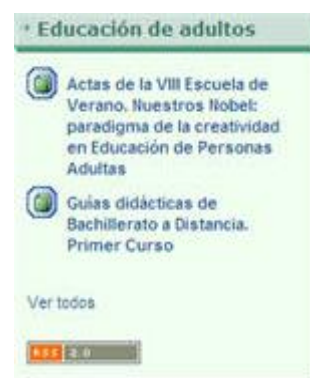 · Educación de adultos
Actas de la VIII Escuela de
Verano. Nuestros Nobel:
paradigma de la creatividad
en Educación de Personas
Adultas
Guías didácticas de
Bachillerato a Distancia.
Primer Curso
Ver todos
RSS 2.0